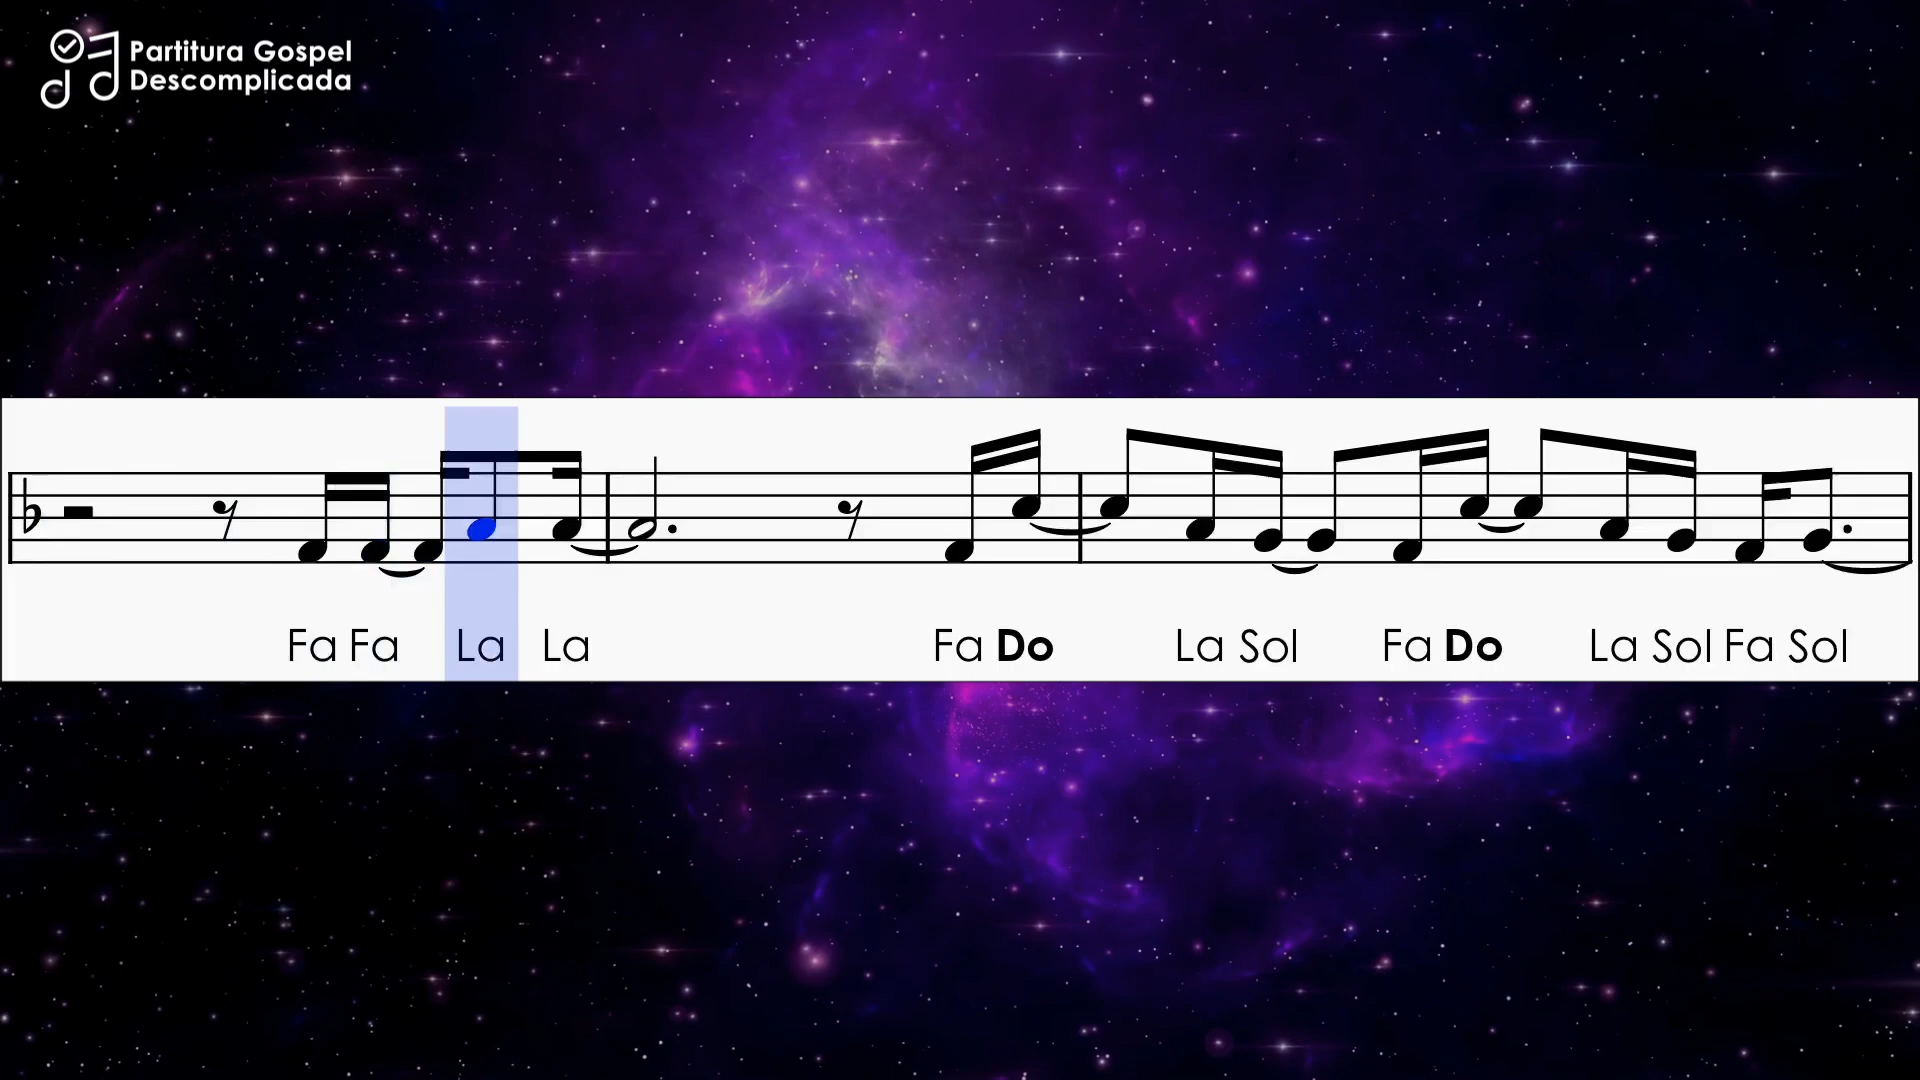 Partitura Gospel
Descomplicada
Fa Fa La La Fa Do La Sol Fa Do La Sol Fa Sol